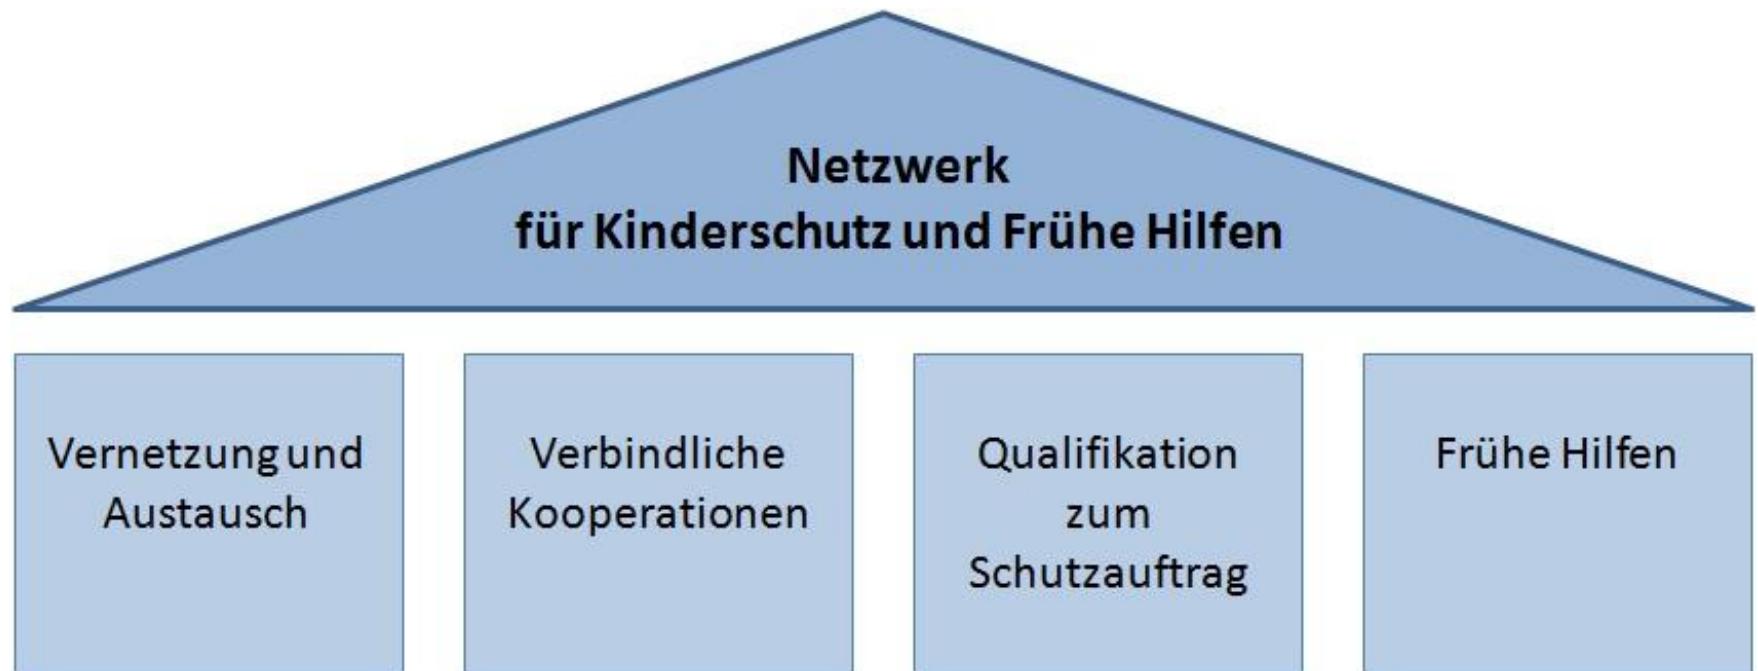 Netzwerk
für Kinderschutz und Frühe Hilfen
Vernetzung und
Austausch
Verbindliche
Kooperationen
Qualifikation
zum
Schutzauftrag
Frühe Hilfen